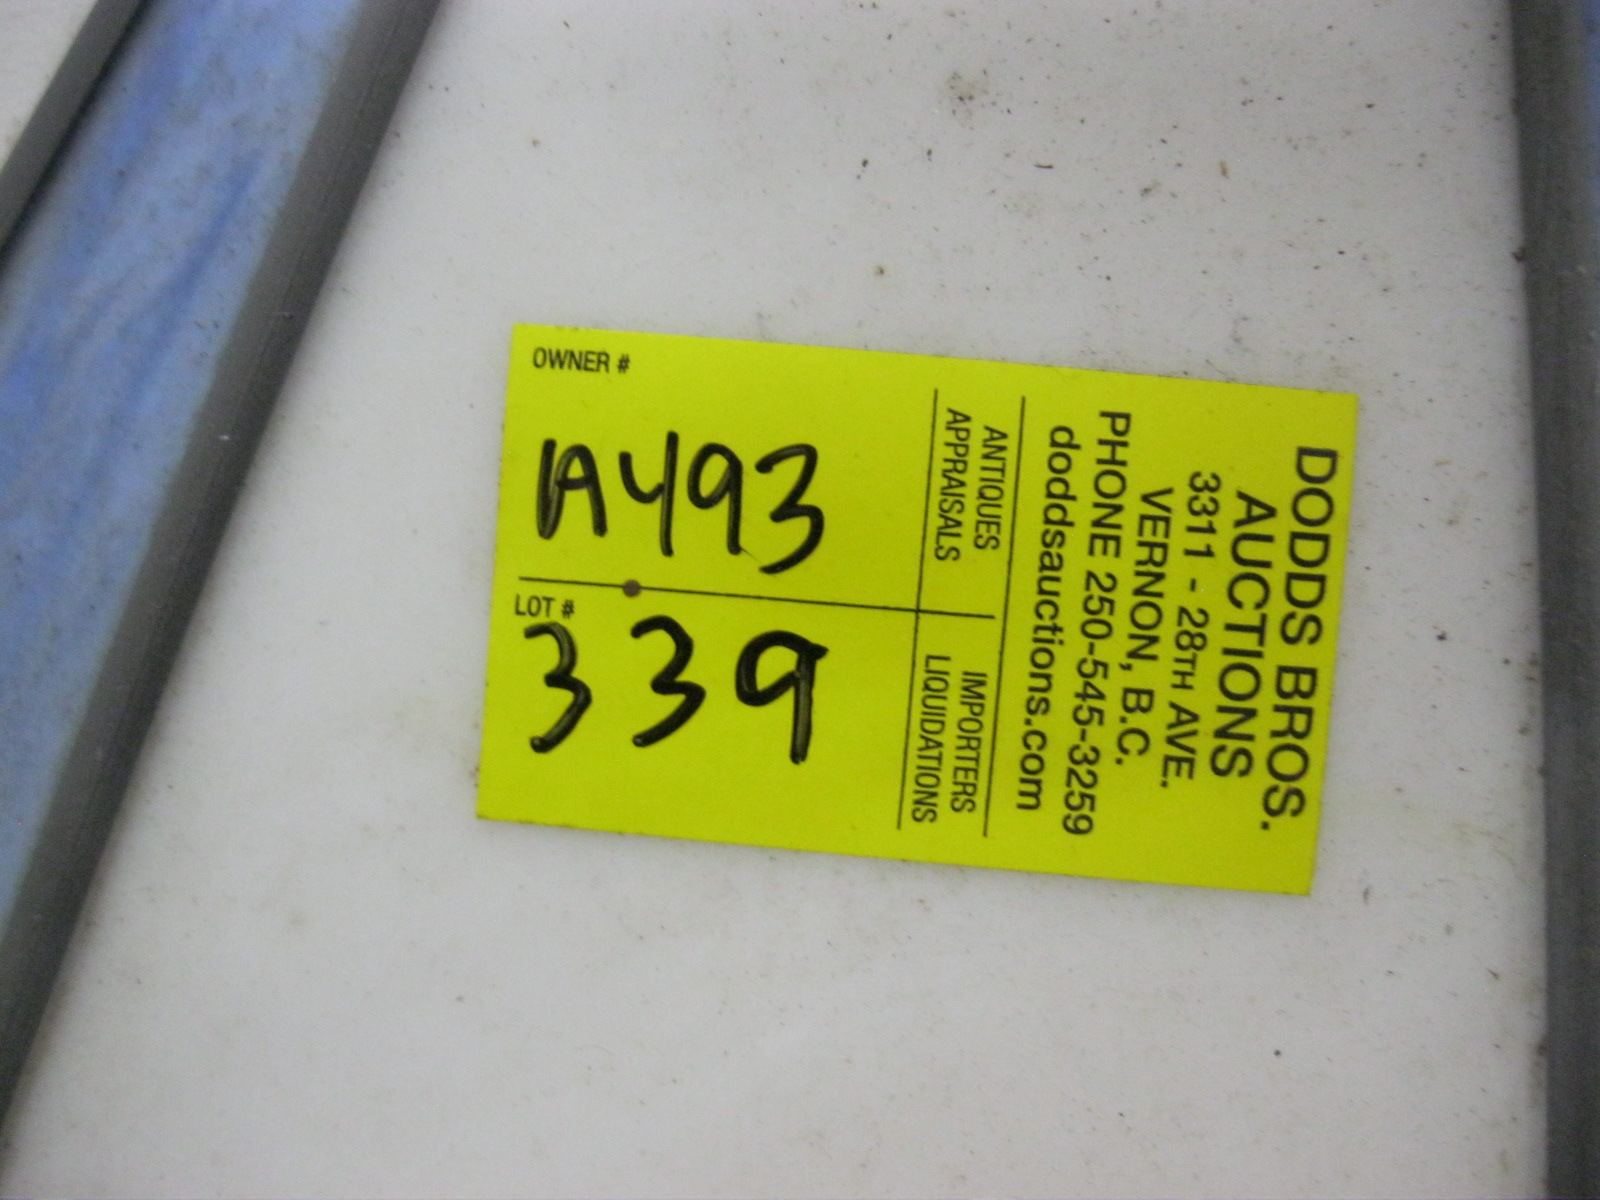 DODDS BROS.
AUCTIONS
3311 - 28TH AVE.
VERNON, B.C.
PHONE 250-545-3259
doddsauctions.com
ANTIQUES
APPRAISALS
IMPORTERS
LIQUIDATIONS
OWNER #
A493
LOT #
339